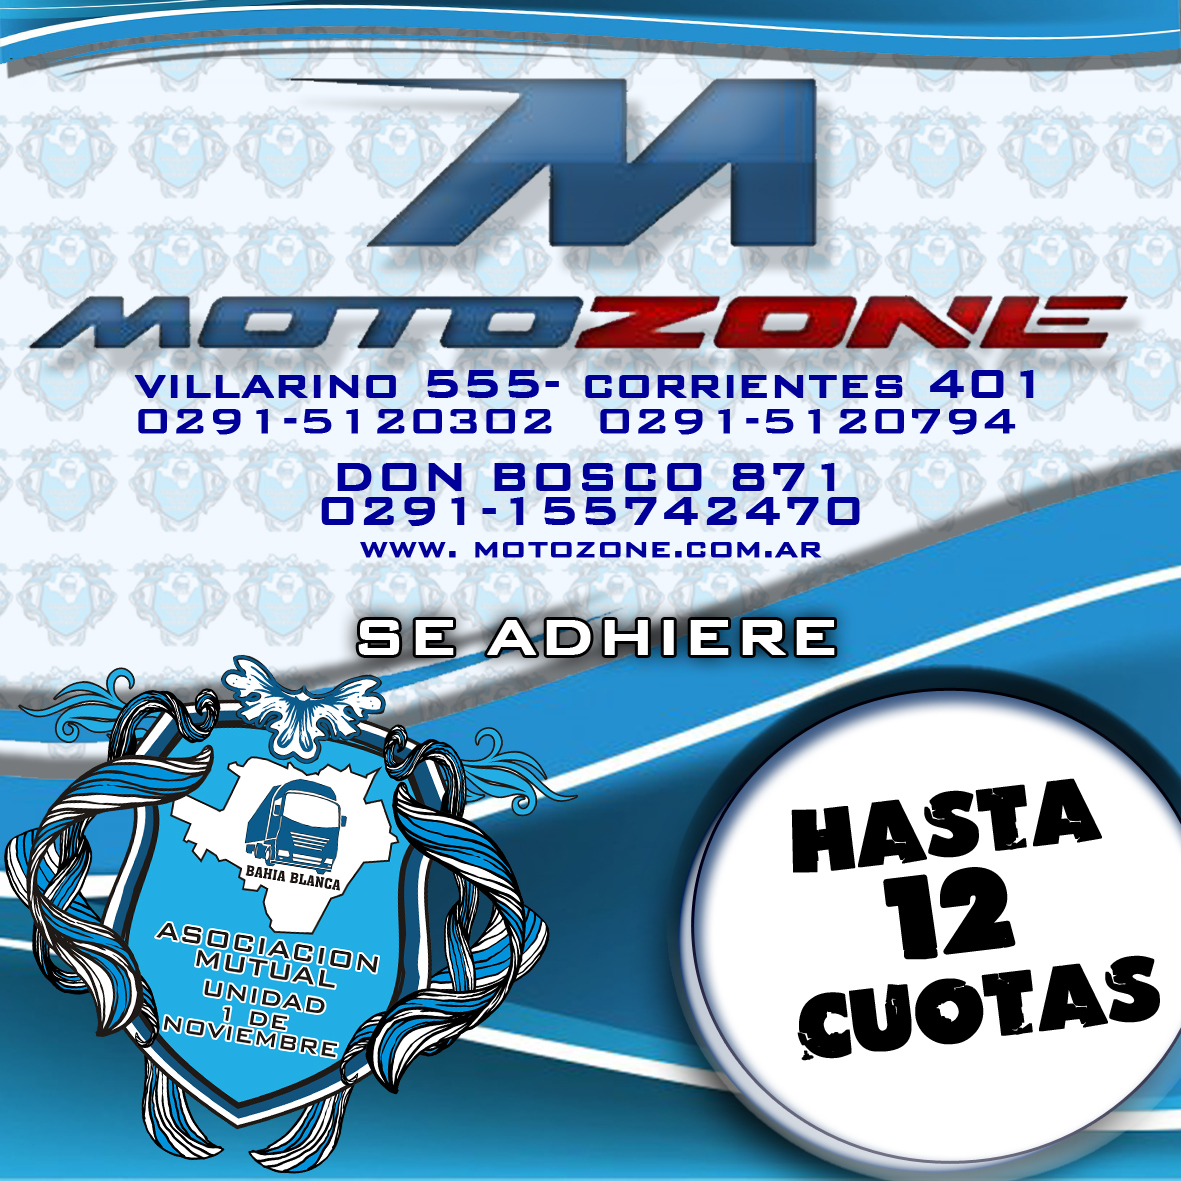 MOTOZONE
VILLARINO 555- CORRIENTES 401
0291-5120302 0291-5120794
DON BOSCO 871
0291-155742470
WWW. MOTOZONE.COM.AR
SE ADHIERE
BAHIA BLANCA
ASOCIACION
MUTUAL
UNIDAD
1 DE
NOVIEMBRE
HASTA
12
CUOTAS